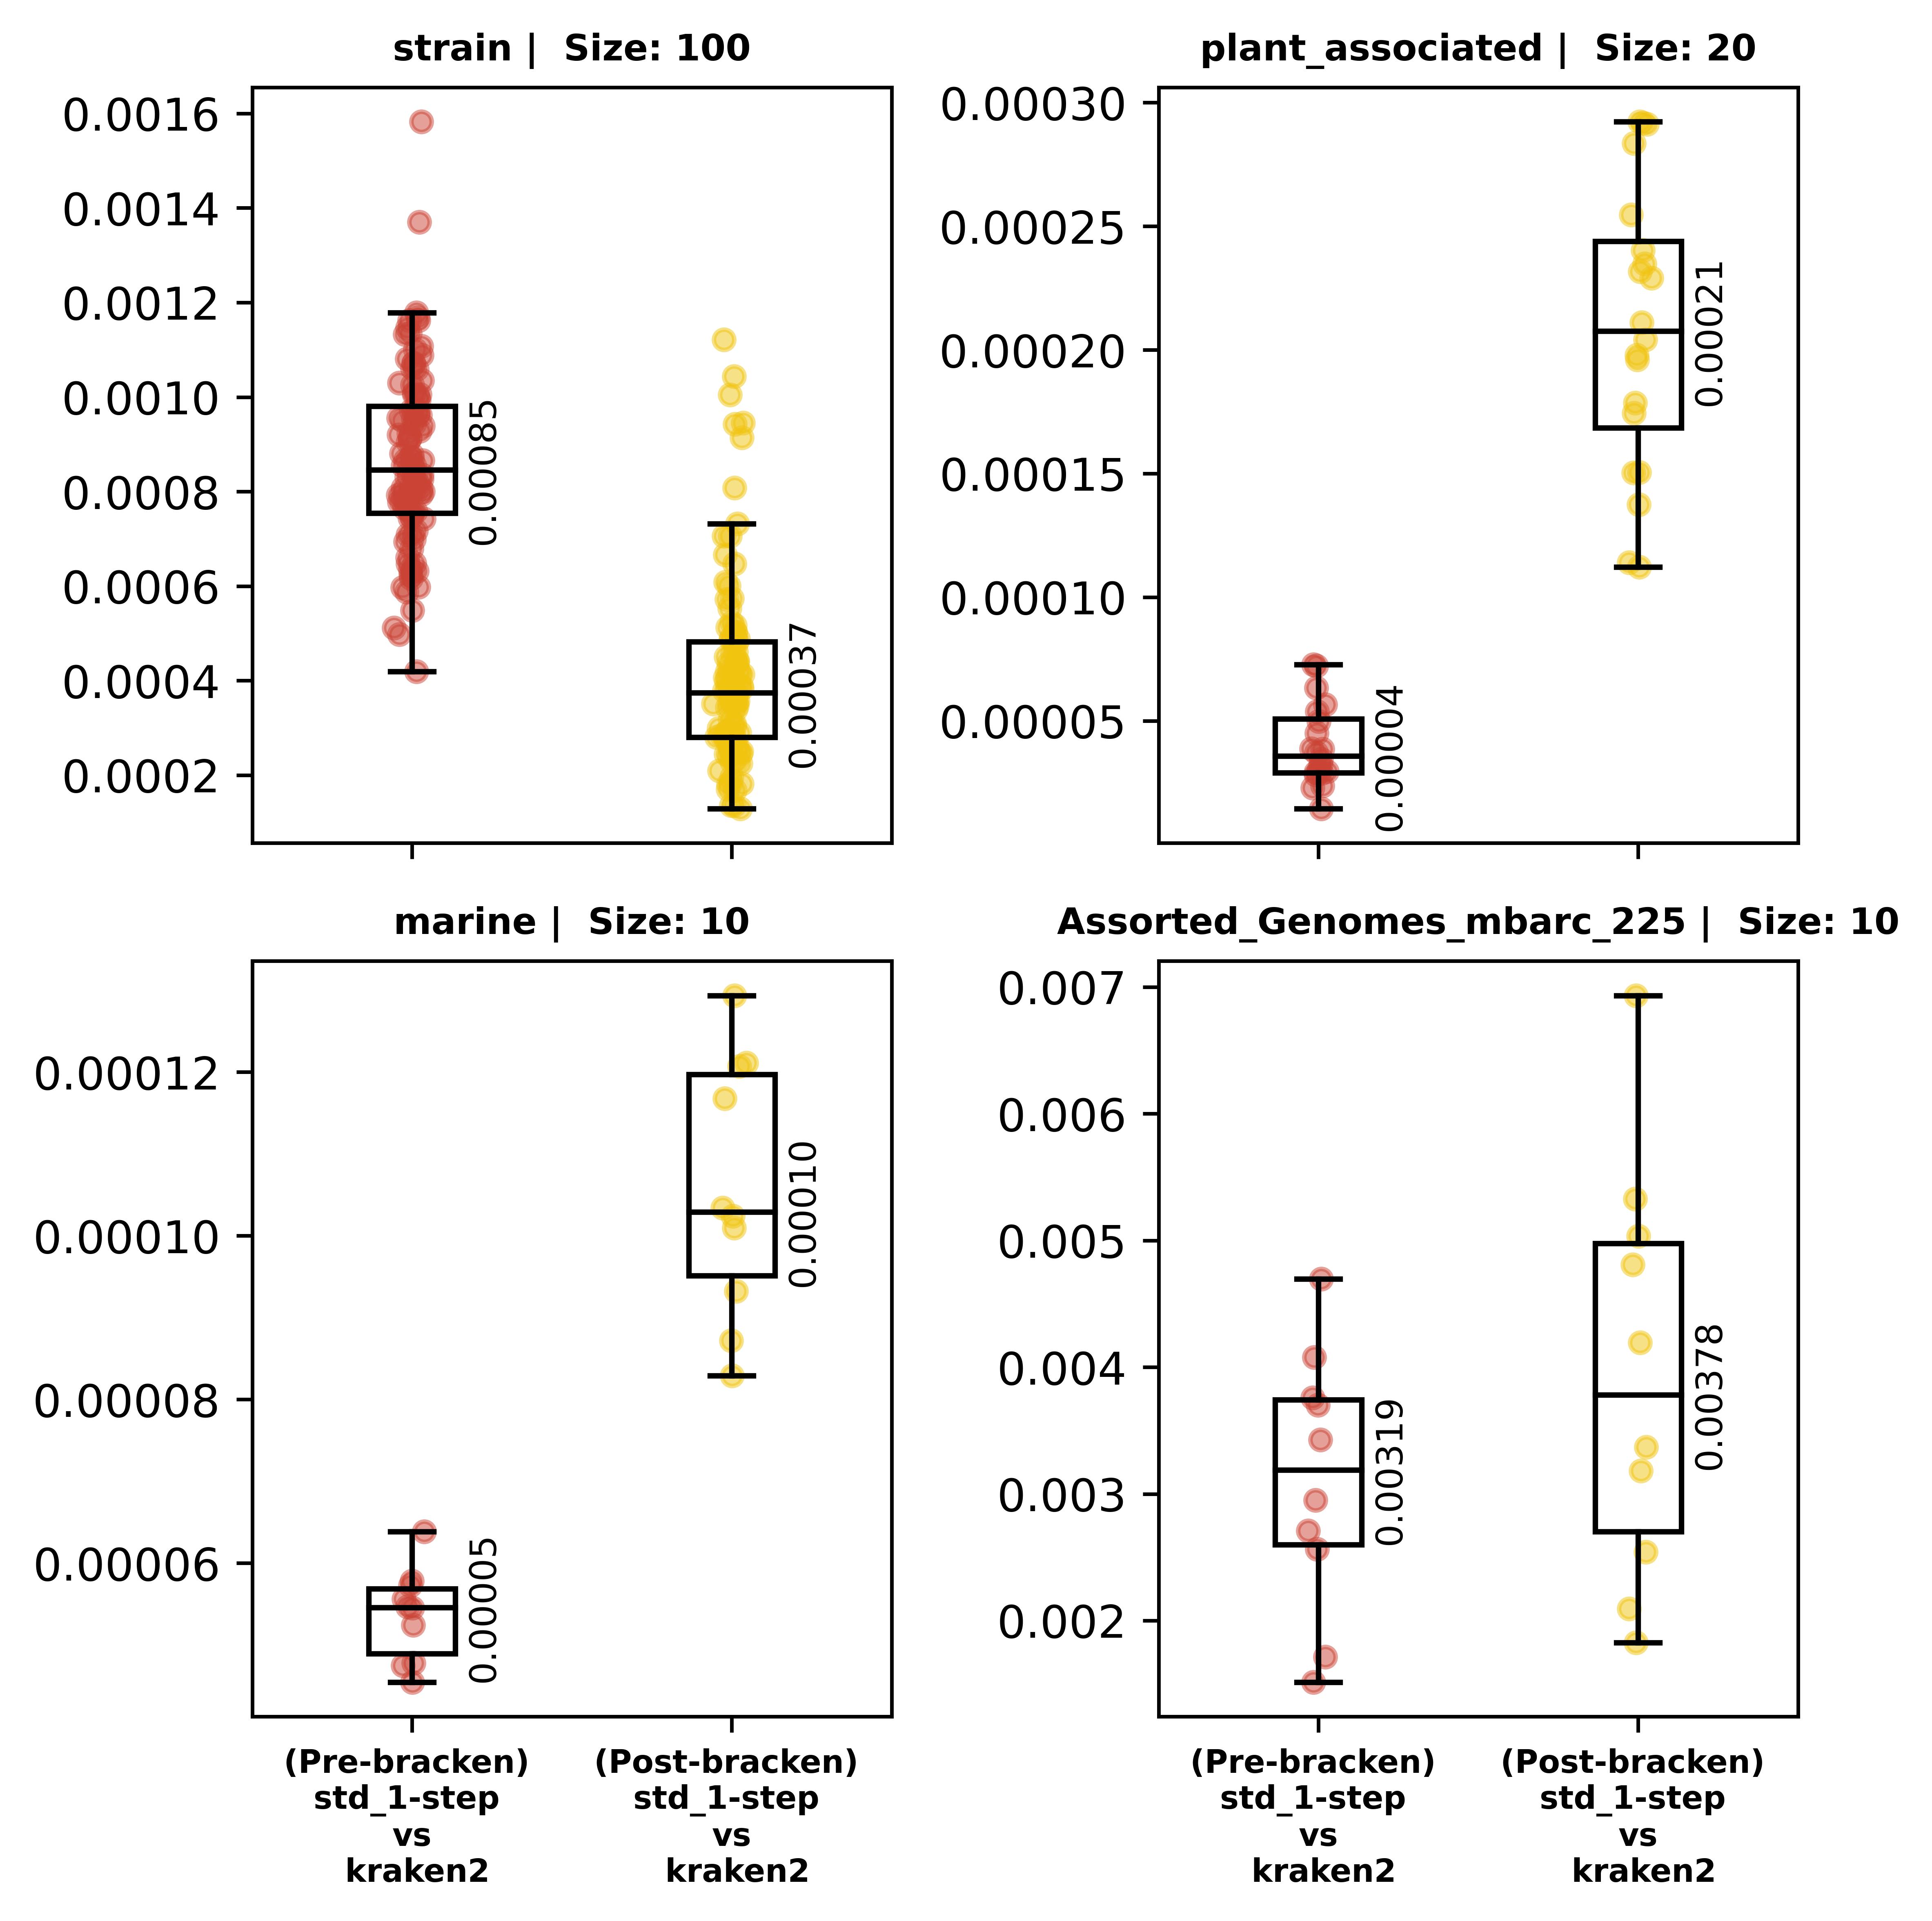 strain |  Size: 100
0.0016
0.0014
0.0012
0.0010
0.0008
0.0006
0.0004
0.0002
0.00085
0.00037
plant_associated |  Size: 20
0.00030
0.00025
0.00020
0.00015
0.00010
0.00005
0.00004
0.00021
marine |  Size: 10
0.00012
0.00010
0.00008
0.00006
0.00005
0.00010
(Pre-bracken)
std_1-step
vs
kraken2
(Post-bracken)
std_1-step
vs
kraken2
Assorted_Genomes_mbarc_225 |  Size: 10
0.007
0.006
0.005
0.004
0.003
0.002
0.00319
0.00378
(Pre-bracken)
std_1-step
vs
kraken2
(Post-bracken)
std_1-step
vs
kraken2